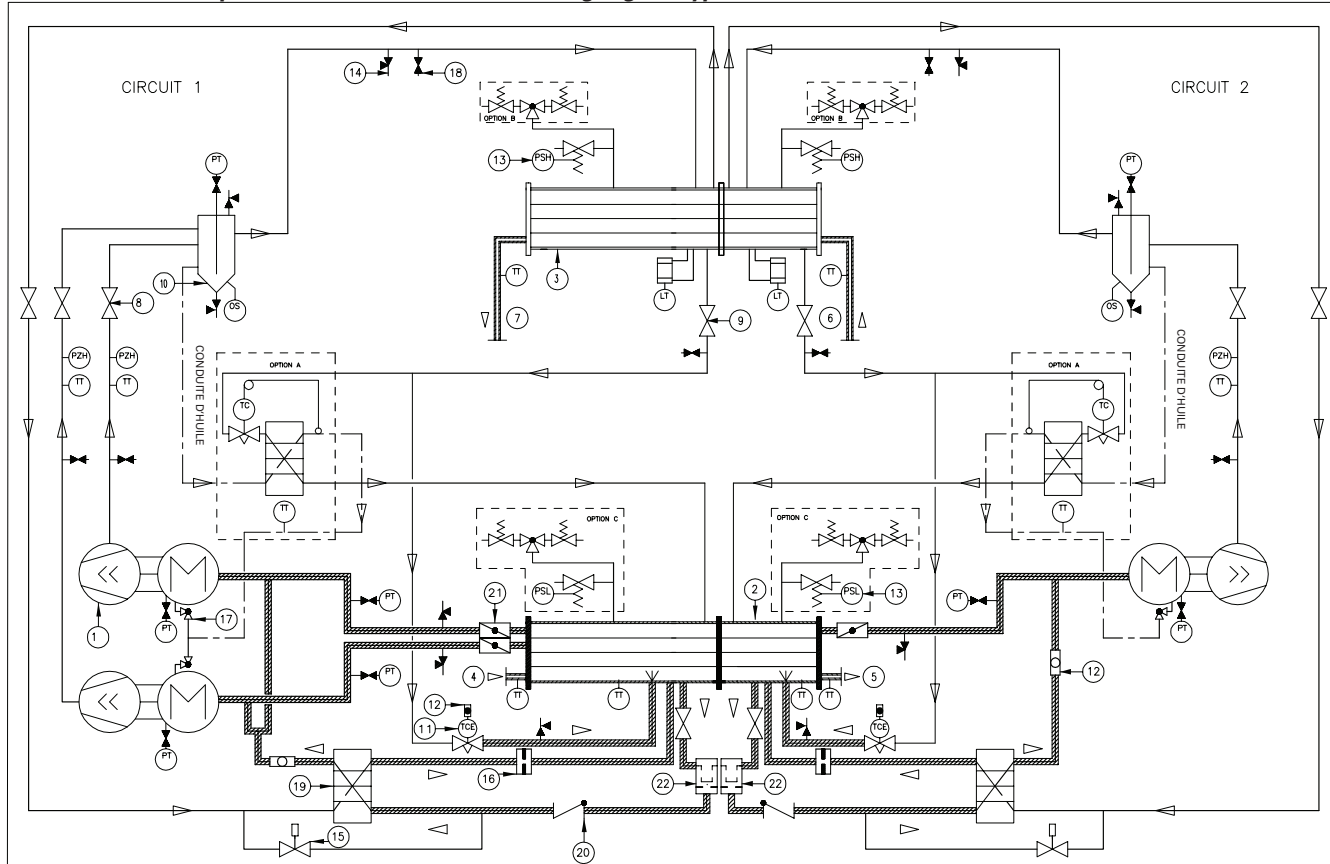 CIRCUIT 1
CIRCUIT 2
14
18
OPTION B
OPTION B
PT
13
PSH
PSH
PT
TT
3
TT
10
OS
LT
LT
OS
8
7
9
6
PZH
PZH
TT
TT
PZH
TT
CONDUITE D'HUILE
OPTION A
OPTION A
CONDUITE D'HUILE
TC
TC
TT
TT
OPTION C
OPTION C
PSL
2
PSL
13
1
PT
17
PT
21
PT
PT
4
5
PT
12
TT
TT
TT
TT
12
11
TCE
TCE
PT
16
19
22
22
15
20